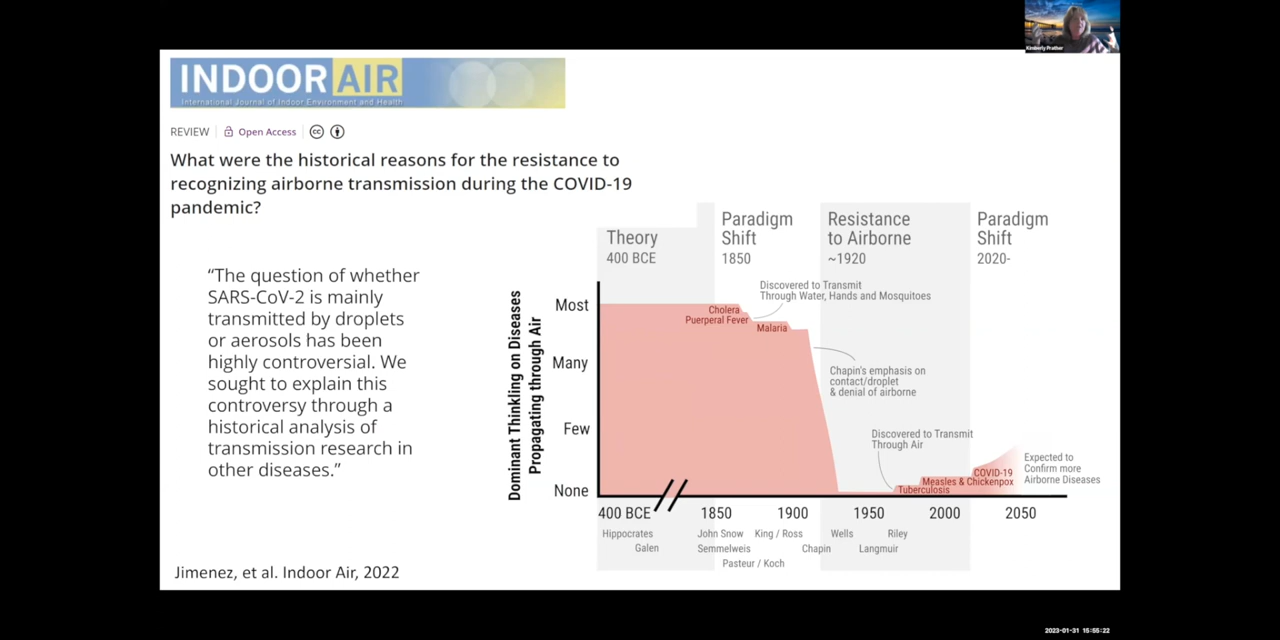 Kimberly Prather
INDOOR AIR
International Journal of Indoor Environment and Health
REVIEW Open Access
What were the historical reasons for the resistance to
recognizing airborne transmission during the COVID-19
pandemic?
“The question of whether
SARS-CoV-2 is mainly
transmitted by droplets
or aerosols has been
highly controversial. We
sought to explain this
controversy through a
historical analysis of
transmission research in
other diseases.”
Jimenez, et al. Indoor Air, 2022
Theory
400 BCE
Paradigm
Shift
1850
Resistance
to Airborne
~1920
Paradigm
Shift
2020-
Dominant Thinkling on Diseases
Propagating through Air
Most
Many
Few
None
Discovered to Transmit
Through Water, Hands and Mosquitoes
Cholera
Puerperal Fever
Malaria
Chapin's emphasis on
contact/droplet
& denial of airborne
Discovered to Transmit
Through Air
Tuberculosis
Measles & Chickenpox
COVID-19
Expected to
Confirm more
Airborne Diseases
400 BCE 1850 1900 1950 2000 2050
Hippocrates John Snow King / Ross Wells Riley
Galen Semmelweis Chapin Langmuir
Pasteur / Koch
2023-01-31 15:55:22